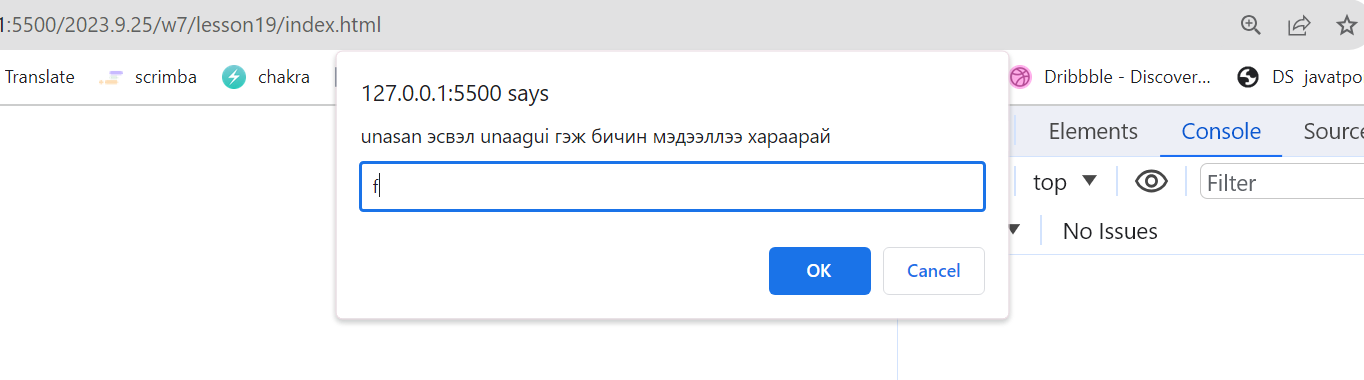 1:5500/2023.9.25/w7/lesson19/index.html
Translate scrimba chakra Dribbble - Discover... DS javatpo
127.0.0.1:5500 says
unasan эсвэл unaagui гэж бичин мэдээллээ хараарай
f
OK Cancel
Elements Console Source
top Filter
No Issues